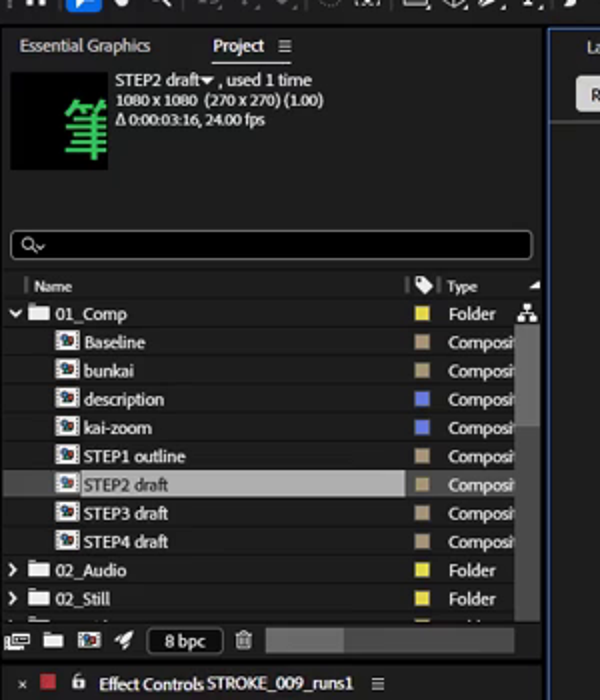 Essential Graphics Project
La
STEP2 draft , used 1 time
1080 x 1080 (270 x 270) (1.00)
Δ 0:00:03:16, 24.00 fps
筆
R
Name Type
01_Comp Folder
Baseline Composi
bunkai Composi
description Composi
kai-zoom Composi
STEP1 outline Composi
STEP2 draft Composi
STEP3 draft Composi
STEP4 draft Composi
02_Audio Folder
02_Still Folder
8 bpc
× Effect Controls STROKE_009_runs1